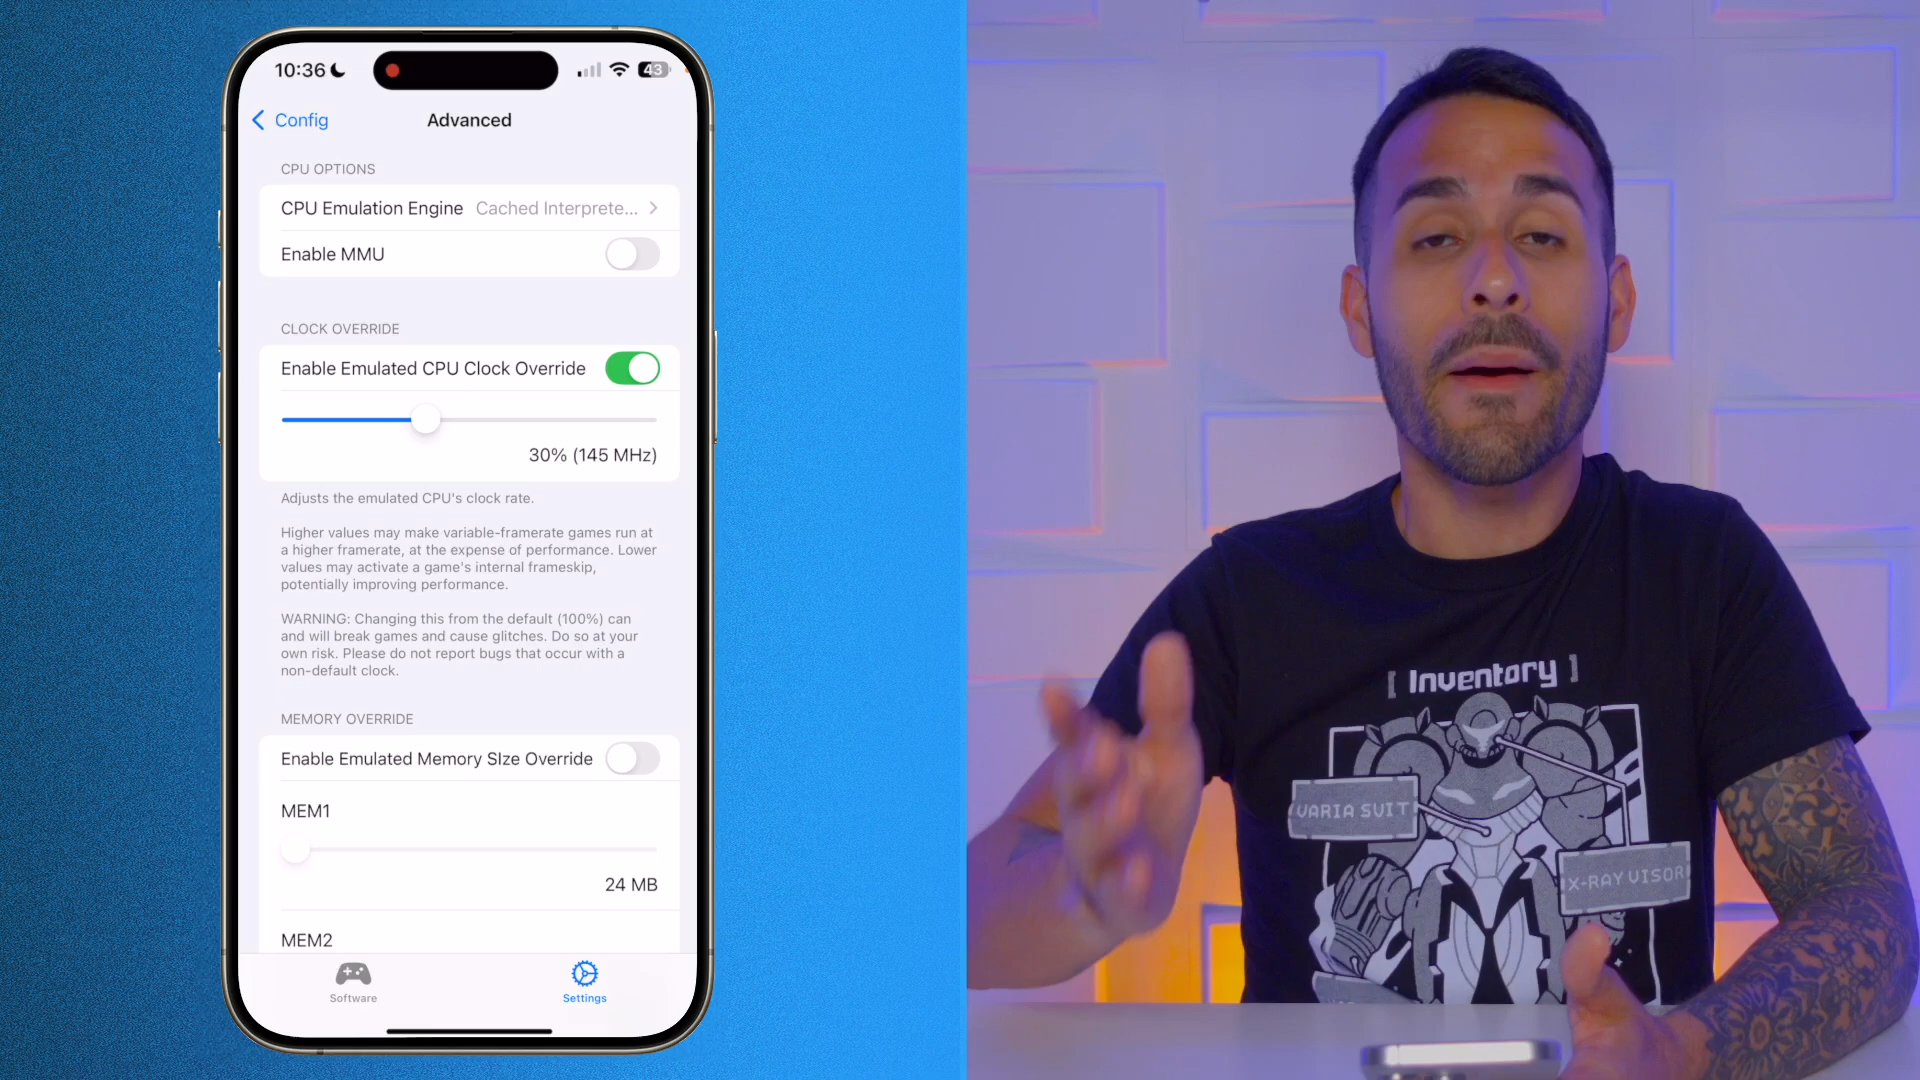 10:36
43
Config
Advanced
CPU OPTIONS
CPU Emulation Engine Cached Interprete...
Enable MMU
CLOCK OVERRIDE
Enable Emulated CPU Clock Override
30% (145 MHz)
Adjusts the emulated CPU's clock rate.
Higher values may make variable-framerate games run at
a higher framerate, at the expense of performance. Lower
values may activate a game's internal frameskip,
potentially improving performance.
WARNING: Changing this from the default (100%) can
and will break games and cause glitches. Do so at your
own risk. Please do not report bugs that occur with a
non-default clock.
MEMORY OVERRIDE
Enable Emulated Memory SIze Override
MEM1
24 MB
MEM2
Software
Settings
[ Inventory ]
VARIA SUIT
X-RAY VISOR